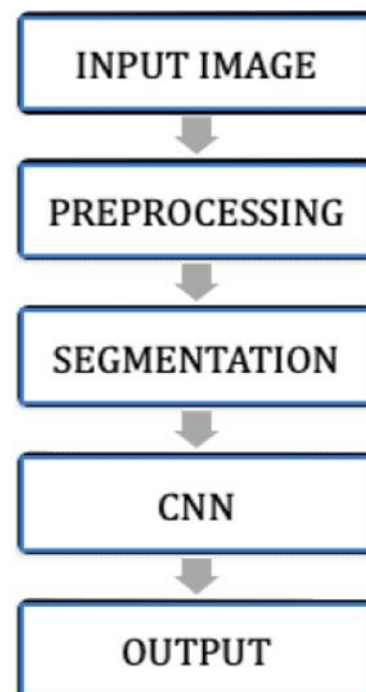 INPUT IMAGE
PREPROCESSING
SEGMENTATION
CNN
OUTPUT